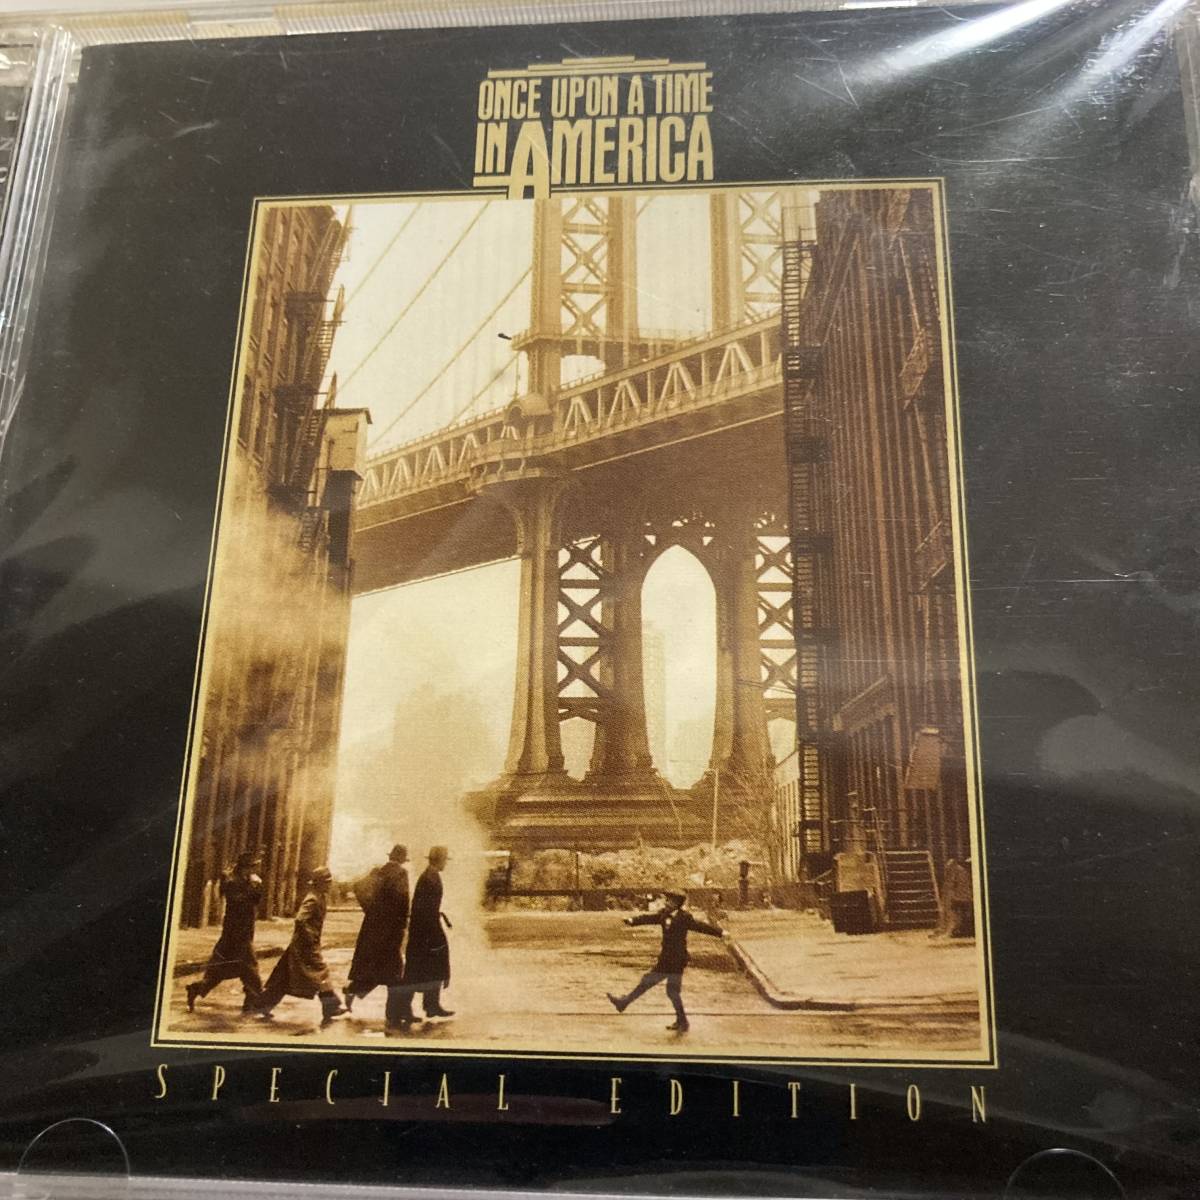 ONCE UPON A TIME
IN AMERICA
SPECIAL EDITION